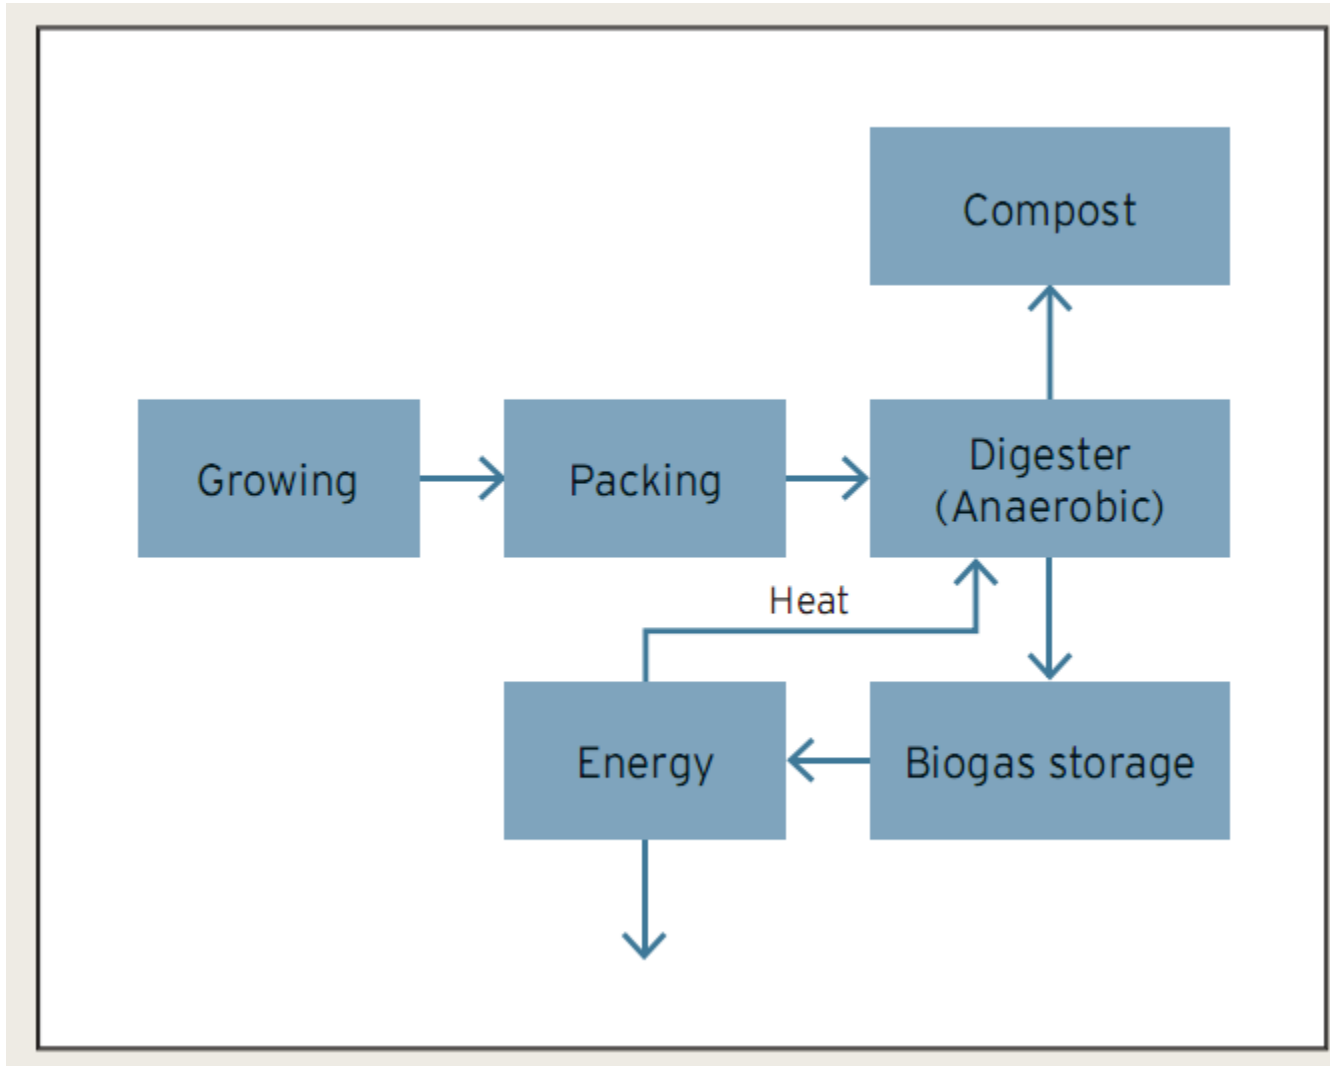 Compost
Growing
Packing
Digester
(Anaerobic)
Heat
Energy
Biogas storage